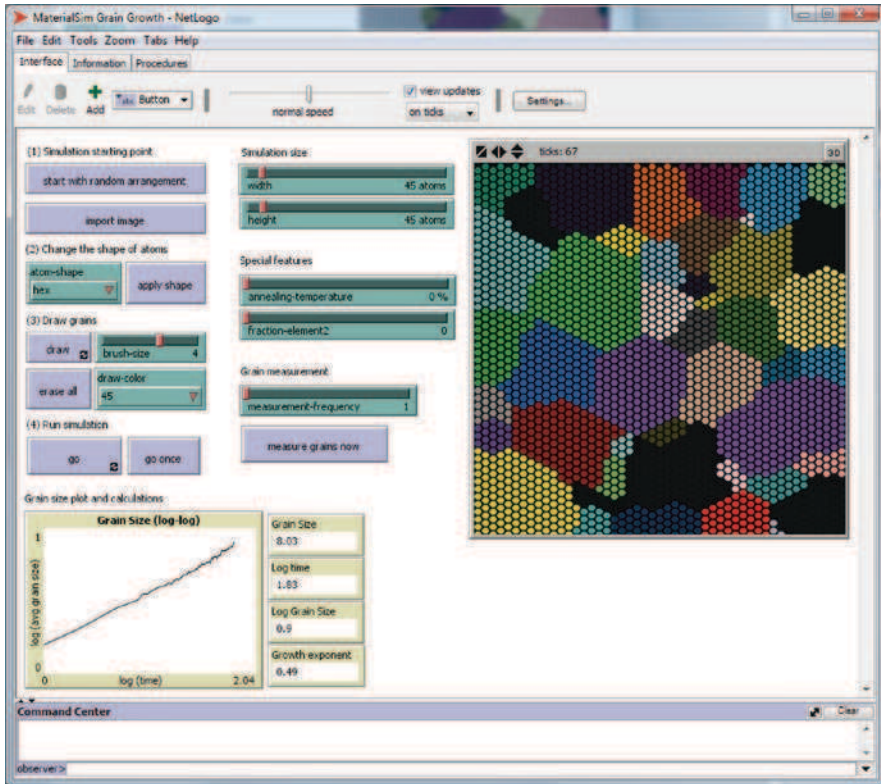 MaterialSim Grain Growth - NetLogo
File Edit Tools Zoom Tabs Help
Interface Information Procedures
Edit Delete Add Button normal speed view updates on ticks Settings...
(1) Simulation starting point
start with random arrangement
import image
(2) Change the shape of atoms
atom-shape
hex
apply shape
(3) Draw grains
draw
brush-size 4
erase all
draw-color
45
(4) Run simulation
go
go once
Simulation size
width 45 atoms
height 45 atoms
Special features
annealing-temperature 0 %
fraction-element2 0
Grain measurement
measurement-frequency 1
measure grains now
ticks: 67
3D
Grain size plot and calculations
Grain Size (log-log)
1
log (avg grain size)
0
0 log (time) 2.04
Grain Size
8.03
Log time
1.83
Log Grain Size
0.9
Growth exponent
0.49
Command Center
Clear
observer>